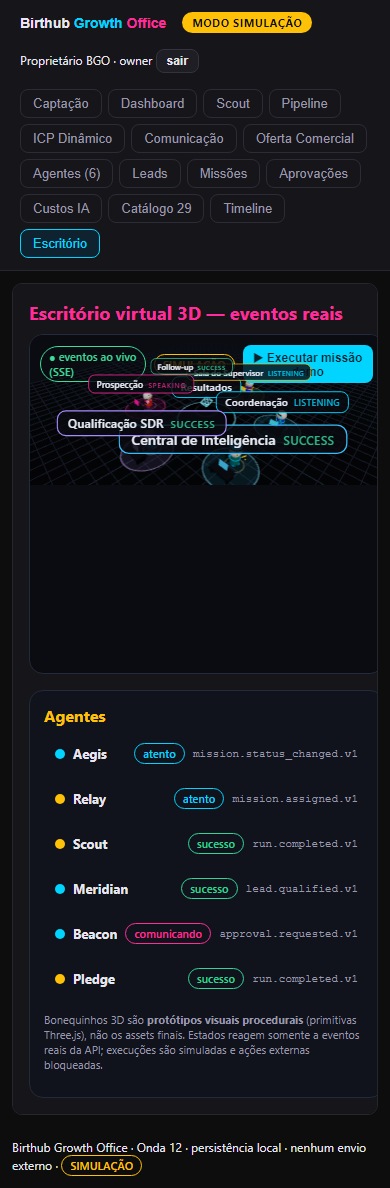 Birthub Growth Office MODO SIMULAÇÃO
Proprietário BGO · owner sair
Captação Dashboard Scout Pipeline
ICP Dinâmico Comunicação Oferta Comercial
Agentes (6) Leads Missões Aprovações
Custos IA Catálogo 29 Timeline
Escritório
Escritório virtual 3D — eventos reais
● eventos ao vivo
(SSE)
▶ Executar missão
Follow-up SUCCESS
Supervisor LISTENING
Prospecção SPEAKING
Coordenação LISTENING
Qualificação SDR SUCCESS
Central de Inteligência SUCCESS
Agentes
Aegis atento mission.status_changed.v1
Relay atento mission.assigned.v1
Scout sucesso run.completed.v1
Meridian sucesso lead.qualified.v1
Beacon comunicando approval.requested.v1
Pledge sucesso run.completed.v1
Bonequinhos 3D são protótipos visuais procedurais (primitivas
Three.js), não os assets finais. Estados reagem somente a eventos
reais da API; execuções são simuladas e ações externas
bloqueadas.
Birthub Growth Office · Onda 12 · persistência local · nenhum envio
externo · SIMULAÇÃO